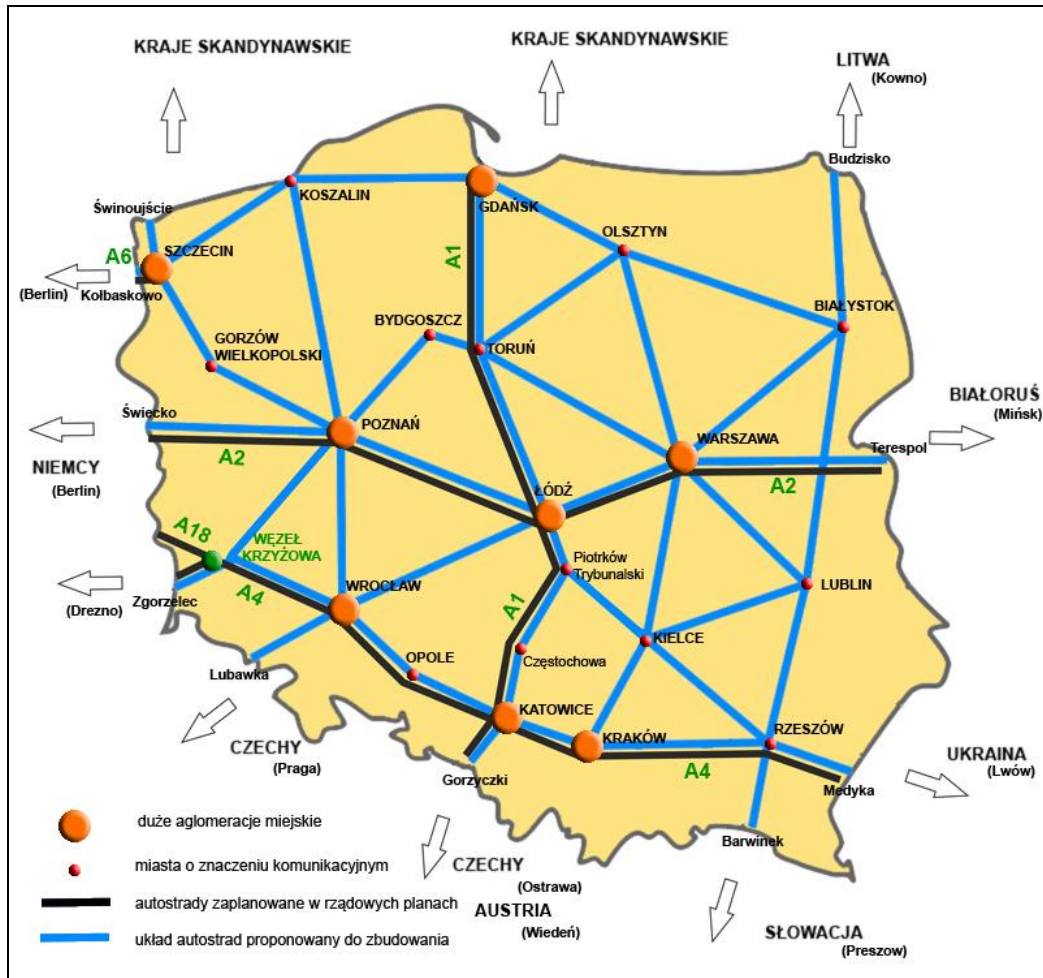 KRAJE SKANDYNAWSKIE
KRAJE SKANDYNAWSKIE
LITWA
(Kowno)
Budzisko
KOSZALIN
GDAŃSK
Świnoujście
SZCZECIN
A6
A1
OLSZTYN
(Berlin)
Kołbaskowo
BIAŁYSTOK
BYDGOSZCZ
GORZÓW
WIELKOPOLSKI
TORUŃ
BIAŁORUŚ
(Mińsk)
Świecko
POZNAŃ
WARSZAWA
Terespol
A2
A2
NIEMCY
(Berlin)
ŁÓDŹ
A18
WĘZEŁ
KRZYŻOWA
Piotrków
Trybunalski
(Drezno)
Zgorzelec
A4
WROCŁAW
A1
LUBLIN
KIELCE
Lubawka
OPOLE
Częstochowa
KATOWICE
KRAKÓW
RZESZÓW
CZECHY
(Praga)
Gorzyczki
A4
Medyka
UKRAINA
(Lwów)
Barwinek
duże aglomeracje miejskie
miasta o znaczeniu komunikacyjnym
autostrady zaplanowane w rządowych planach
układ autostrad proponowany do zbudowania
CZECHY
(Ostrawa)
AUSTRIA
(Wiedeń)
SŁOWACJA
(Preszow)